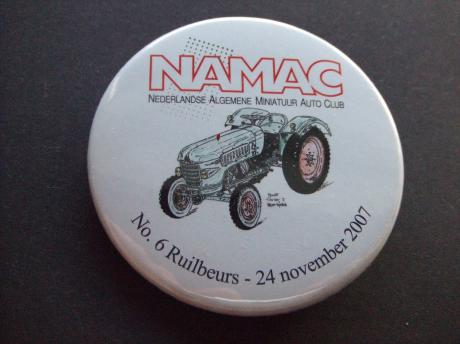 NAMAC
NEDERLANDSE ALGEMENE MINIATUUR AUTO CLUB
No. 6 Ruilbeurs - 24 november 2007